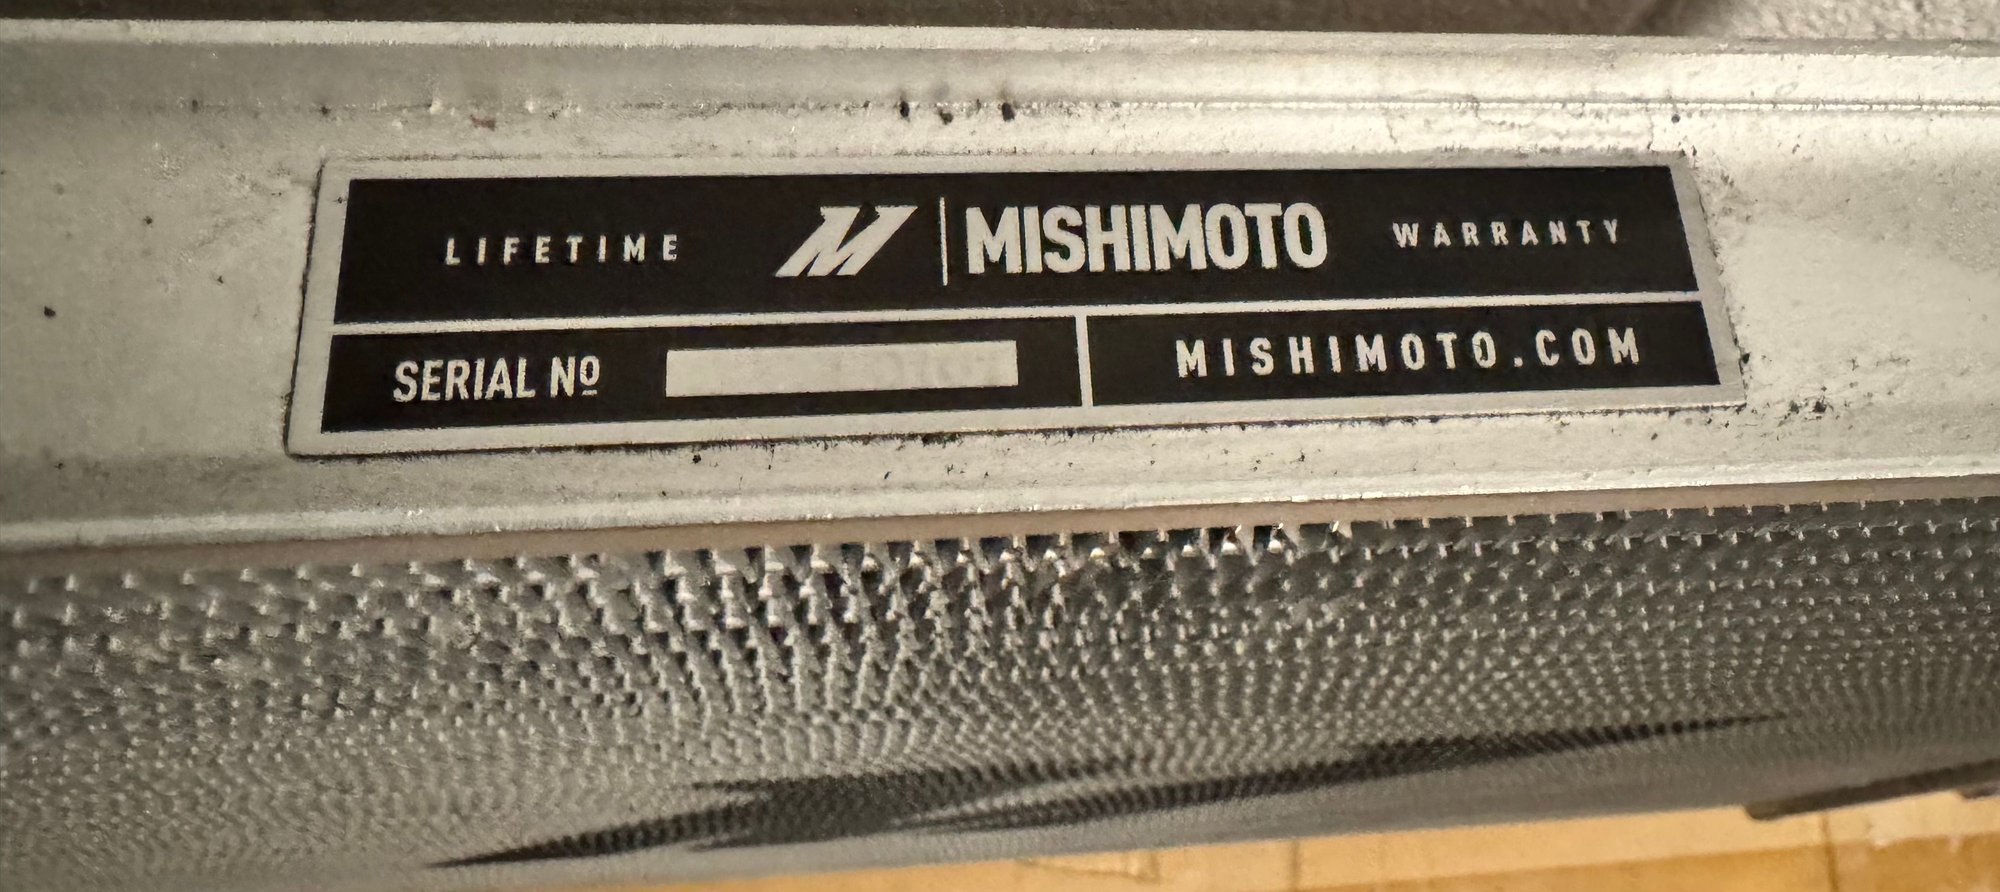 LIFETIME MISHIMOTO WARRANTY
SERIAL Nº MISHIMOTO.COM